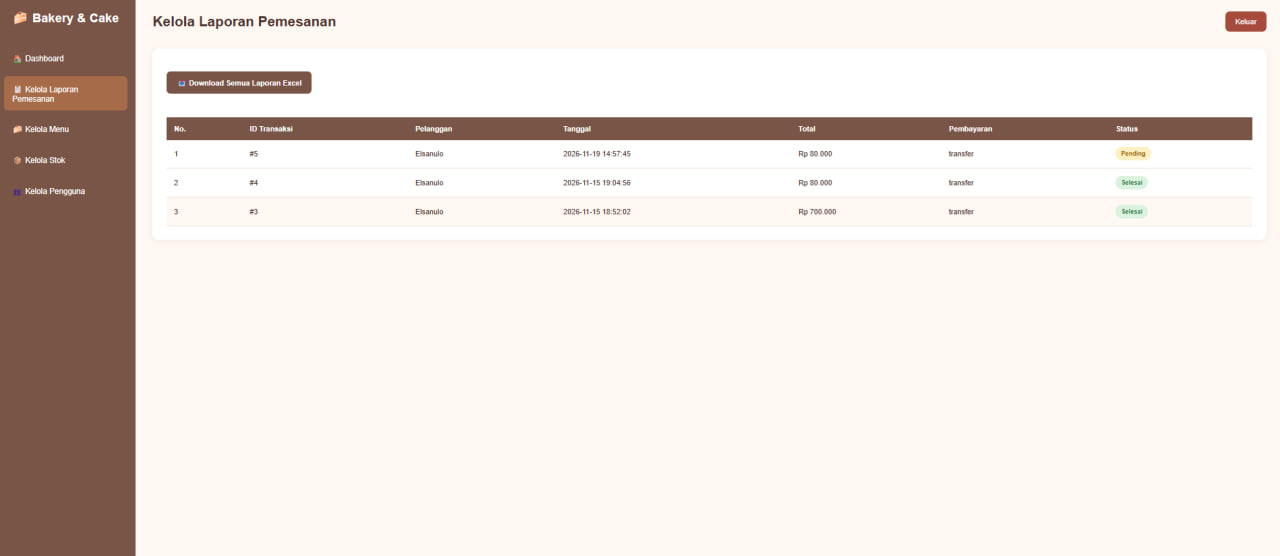 Bakery & Cake
Kelola Laporan Pemesanan
Keluar
Dashboard
Kelola Laporan
Pemesanan
Kelola Menu
Kelola Stok
Kelola Pengguna
Download Semua Laporan Excel
No. ID Transaksi Pelanggan Tanggal Total Pembayaran Status
1 #5 Elsanulo 2026-11-19 14:57:45 Rp 80.000 transfer Pending
2 #4 Elsanulo 2026-11-15 19:04:56 Rp 80.000 transfer Selesai
3 #3 Elsanulo 2026-11-15 18:52:02 Rp 700.000 transfer Selesai